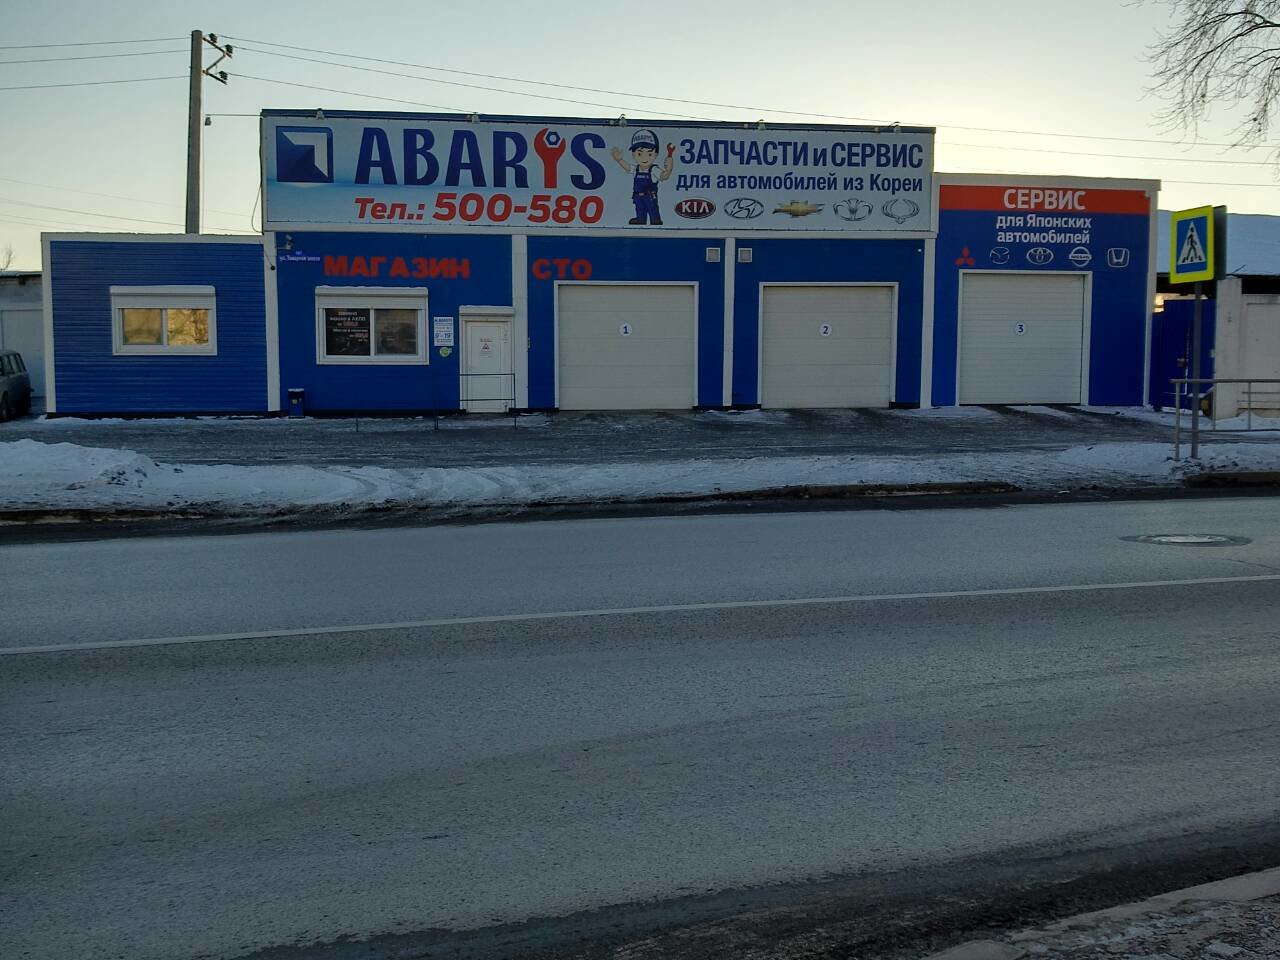 ABARIS
ЗАПЧАСТИ и СЕРВИС
для автомобилей из Кореи
Тел.: 500-580
KIA
СЕРВИС
для Японских
автомобилей
МАГАЗИН
СТО
1
2
3